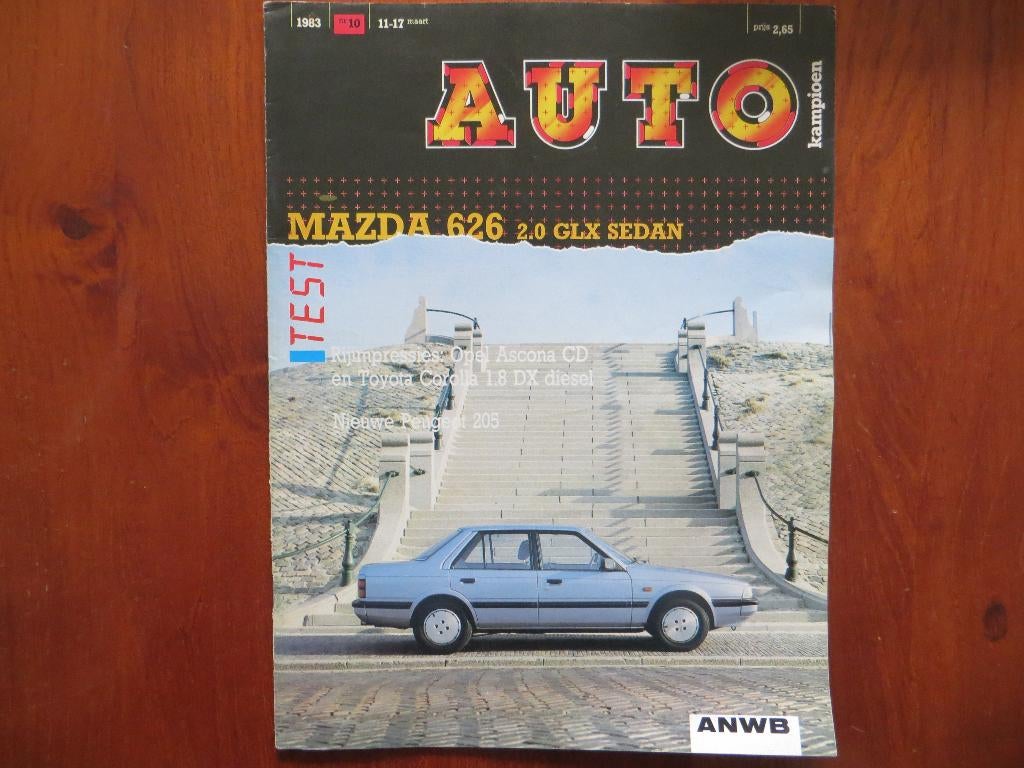 1983 nr 10 11-17 maart
prijs 2,65
AUTO
kampioen
MAZDA 626 2.0 GLX SEDAN
TEST
Rijimpressies: Opel Ascona CD
en Toyota Corolla 1.8 DX diesel
Nieuwe Peugeot 205
ANWB